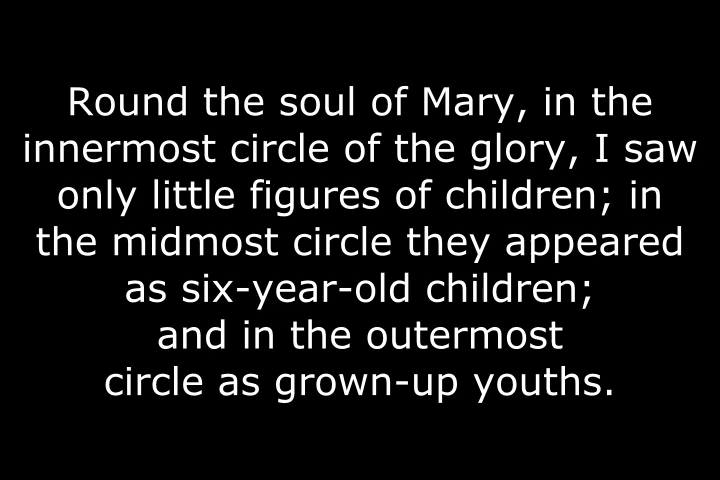 Round the soul of Mary, in the
innermost circle of the glory, I saw
only little figures of children; in
the midmost circle they appeared
as six-year-old children;
and in the outermost
circle as grown-up youths.